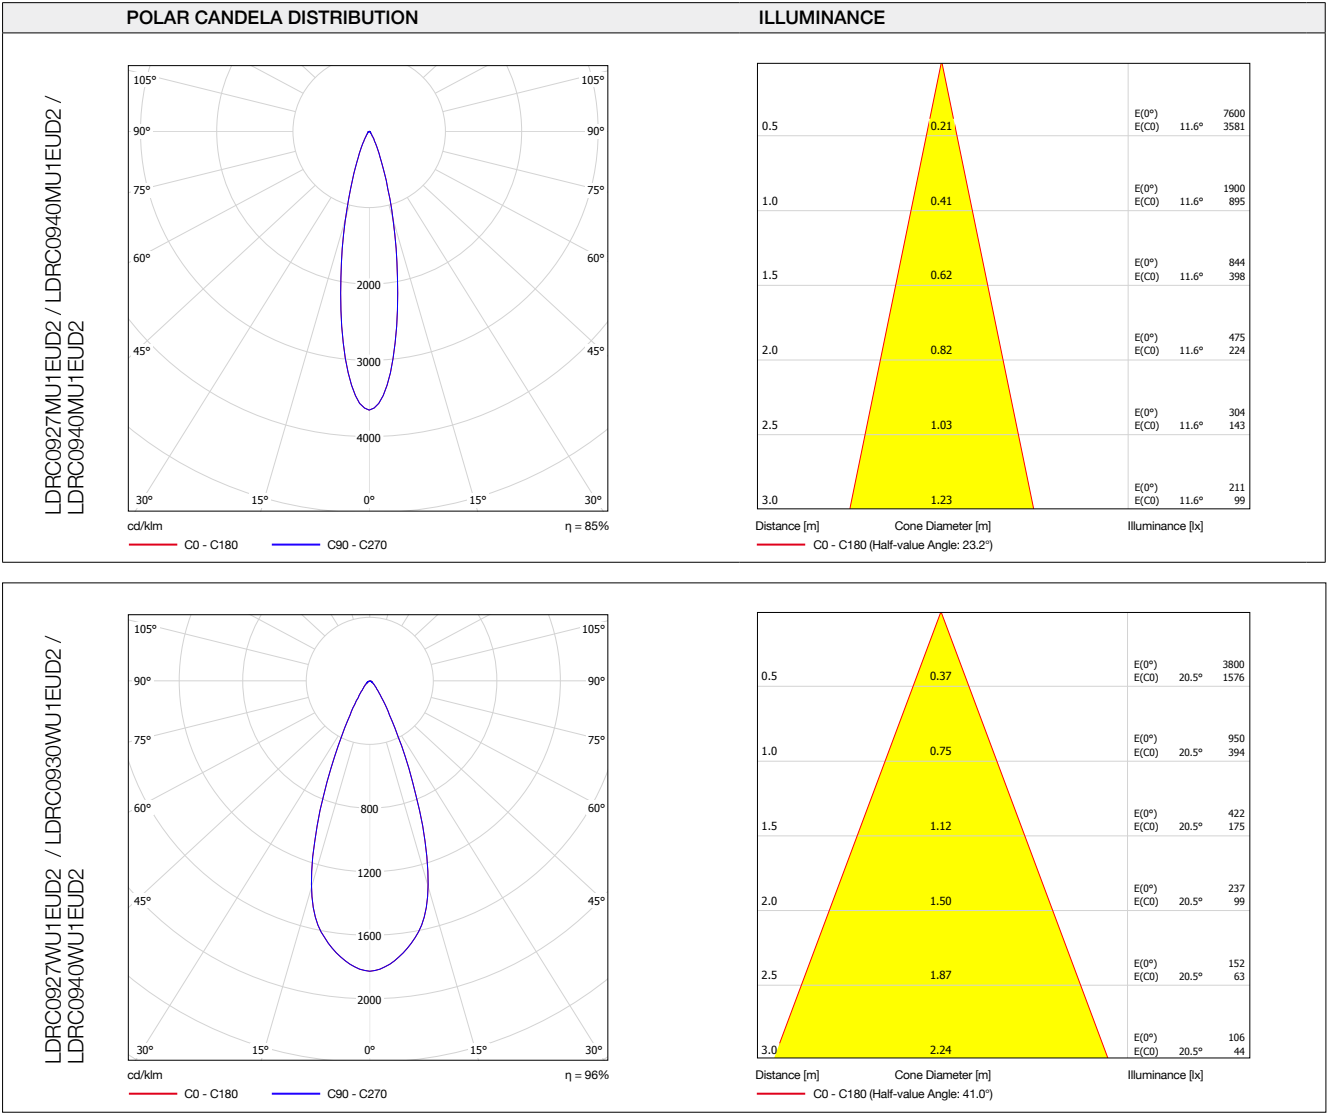 POLAR CANDELA DISTRIBUTION
ILLUMINANCE
LDRC0927MU1EUD2 / LDRC0940MU1EUD2 /
LDRC0940MU1EUD2
105° 105°
90° 90°
75° 75°
60° 60°
45° 45°
2000
3000
4000
30° 15° 0° 15° 30°
cd/klm η = 85%
C0 - C180 C90 - C270
E(0°) 7600
0.5 0.21 E(C0) 11.6° 3581
E(0°) 1900
1.0 0.41 E(C0) 11.6° 895
E(0°) 844
1.5 0.62 E(C0) 11.6° 398
E(0°) 475
2.0 0.82 E(C0) 11.6° 224
E(0°) 304
2.5 1.03 E(C0) 11.6° 143
E(0°) 211
3.0 1.23 E(C0) 11.6° 99
Distance [m] Cone Diameter [m] Illuminance [lx]
C0 - C180 (Half-value Angle: 23.2°)
LDRC0927WU1EUD2 / LDRC0930WU1EUD2 /
LDRC0940WU1EUD2
105° 105°
90° 90°
75° 75°
60° 60°
45° 45°
800
1200
1600
2000
30° 15° 0° 15° 30°
cd/klm η = 96%
C0 - C180 C90 - C270
E(0°) 3800
0.5 0.37 E(C0) 20.5° 1576
E(0°) 950
1.0 0.75 E(C0) 20.5° 394
E(0°) 422
1.5 1.12 E(C0) 20.5° 175
E(0°) 237
2.0 1.50 E(C0) 20.5° 99
E(0°) 152
2.5 1.87 E(C0) 20.5° 63
E(0°) 106
3.0 2.24 E(C0) 20.5° 44
Distance [m] Cone Diameter [m] Illuminance [lx]
C0 - C180 (Half-value Angle: 41.0°)